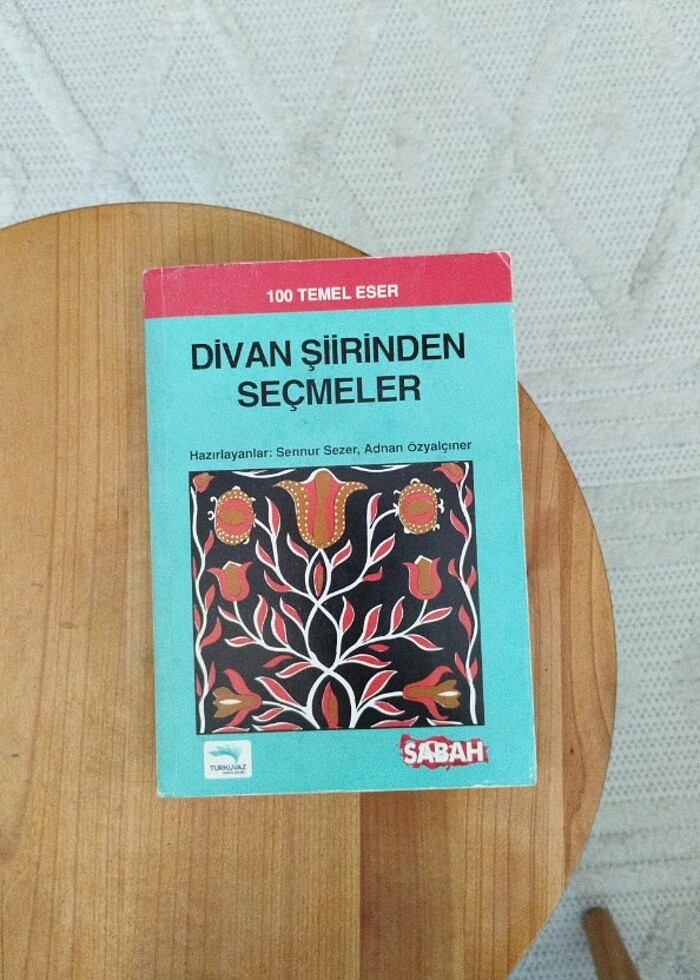 100 TEMEL ESER
DİVAN ŞİİRİNDEN
SEÇMELER
Hazırlayanlar: Sennur Sezer, Adnan Özyalçıner
TURKUVAZ
SABAH